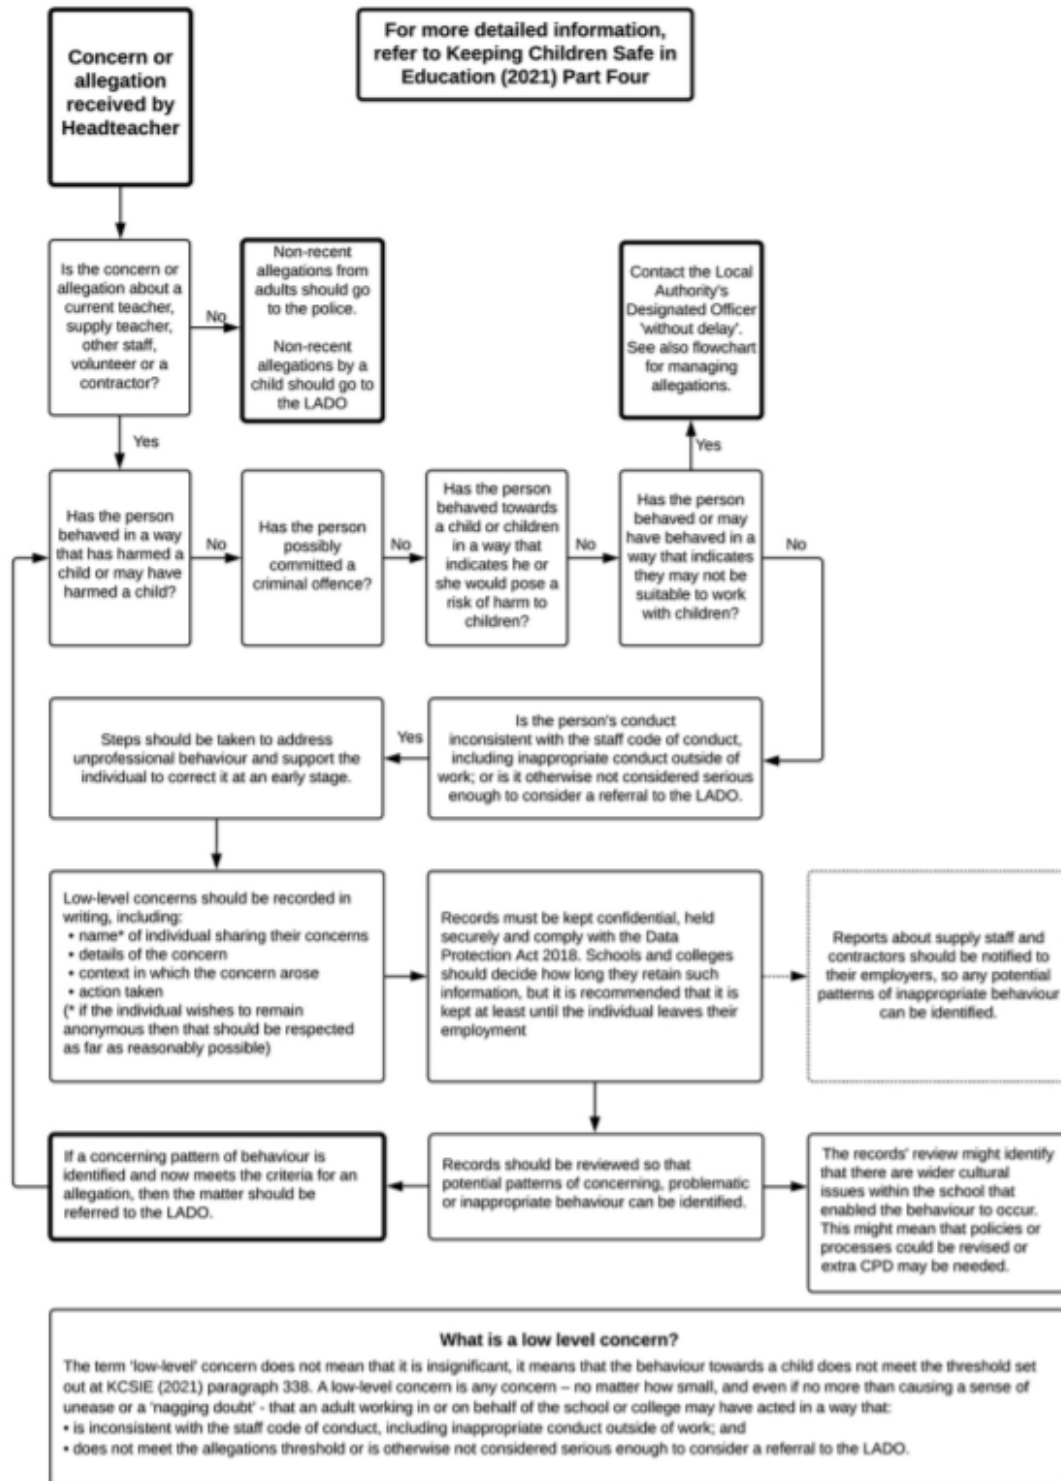 Concern or
allegation
received by
Headteacher
For more detailed information,
refer to Keeping Children Safe in
Education (2021) Part Four
Is the concern or
allegation about a
current teacher,
supply teacher,
other staff,
volunteer or a
contractor?
No
Non-recent
allegations from
adults should go
to the police.
Non-recent
allegations by a
child should go to
the LADO
Contact the Local
Authority's
Designated Officer
'without delay'.
See also flowchart
for managing
allegations.
Yes
Yes
Has the person
behaved in a way
that has harmed a
child or may have
harmed a child?
No
Has the person
possibly
committed a
criminal offence?
No
Has the person
behaved towards
a child or children
in a way that
indicates he or
she would pose a
risk of harm to
children?
No
Has the person
behaved or may
have behaved in a
way that indicates
they may not be
suitable to work
with children?
No
Is the person's conduct
inconsistent with the staff code of conduct,
including inappropriate conduct outside of
work; or is it otherwise not considered serious
enough to consider a referral to the LADO.
Yes
Steps should be taken to address
unprofessional behaviour and support the
individual to correct it at an early stage.
Low-level concerns should be recorded in
writing, including:
• name* of individual sharing their concerns
• details of the concern
• context in which the concern arose
• action taken
(* if the individual wishes to remain
anonymous then that should be respected
as far as reasonably possible)
Records must be kept confidential, held
securely and comply with the Data
Protection Act 2018. Schools and colleges
should decide how long they retain such
information, but it is recommended that it is
kept at least until the individual leaves their
employment
Reports about supply staff and
contractors should be notified to
their employers, so any potential
patterns of inappropriate behaviour
can be identified.
If a concerning pattern of behaviour is
identified and now meets the criteria for an
allegation, then the matter should be
referred to the LADO.
Records should be reviewed so that
potential patterns of concerning, problematic
or inappropriate behaviour can be identified.
The records' review might identify
that there are wider cultural
issues within the school that
enabled the behaviour to occur.
This might mean that policies or
processes could be revised or
extra CPD may be needed.
What is a low level concern?
The term 'low-level' concern does not mean that it is insignificant, it means that the behaviour towards a child does not meet the threshold set
out at KCSIE (2021) paragraph 338. A low-level concern is any concern – no matter how small, and even if no more than causing a sense of
unease or a 'nagging doubt' - that an adult working in or on behalf of the school or college may have acted in a way that:
• is inconsistent with the staff code of conduct, including inappropriate conduct outside of work; and
• does not meet the allegations threshold or is otherwise not considered serious enough to consider a referral to the LADO.